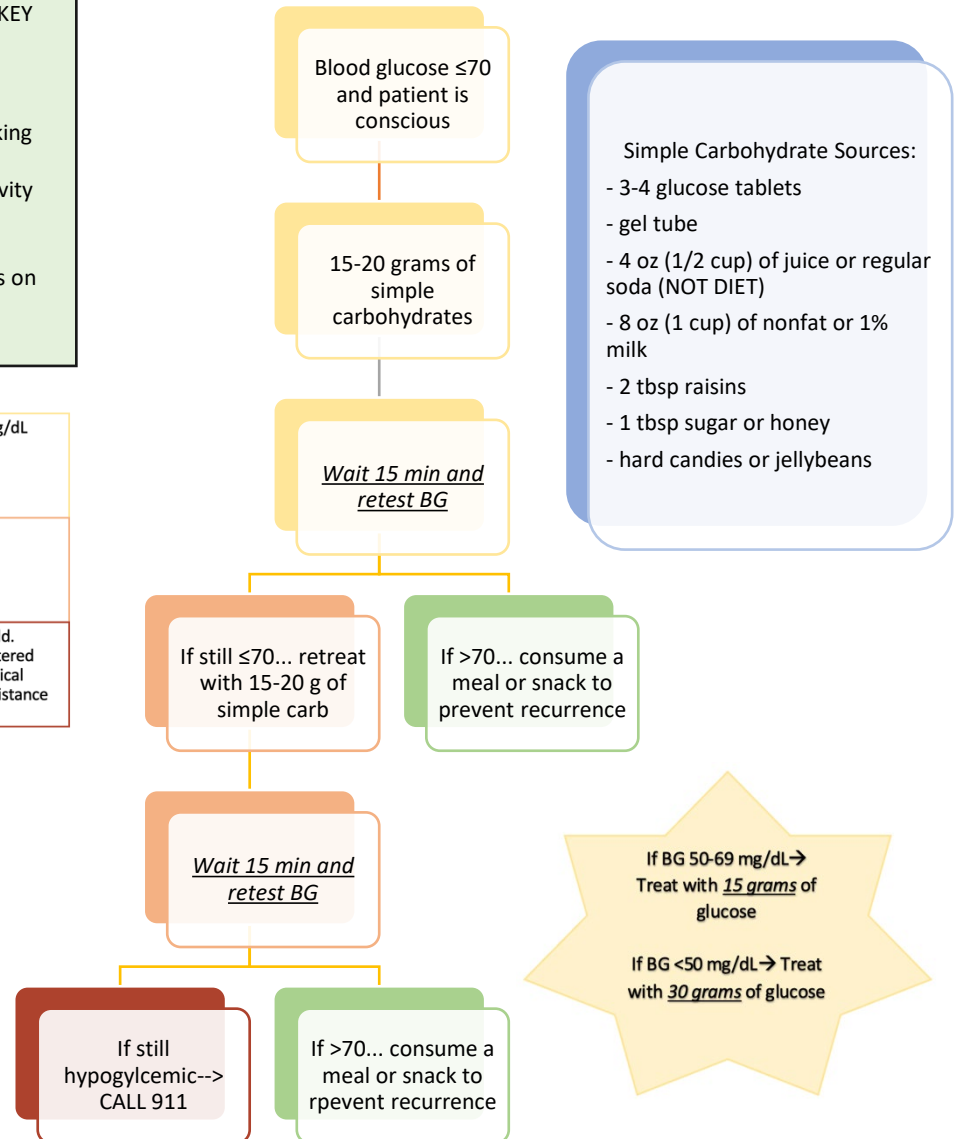 KEY
king
vity
s on
g/dL
d.
tered
ical
istance
Blood glucose ≤70
and patient is
conscious
15-20 grams of
simple
carbohydrates
Wait 15 min and
retest BG
If still ≤70... retreat
with 15-20 g of
simple carb
If >70... consume a
meal or snack to
prevent recurrence
Wait 15 min and
retest BG
If still
hypogylcemic-->
CALL 911
If >70... consume a
meal or snack to
rpevent recurrence
Simple Carbohydrate Sources:
- 3-4 glucose tablets
- gel tube
- 4 oz (1/2 cup) of juice or regular
soda (NOT DIET)
- 8 oz (1 cup) of nonfat or 1%
milk
- 2 tbsp raisins
- 1 tbsp sugar or honey
- hard candies or jellybeans
If BG 50-69 mg/dL→
Treat with 15 grams of
glucose
If BG <50 mg/dL→ Treat
with 30 grams of glucose